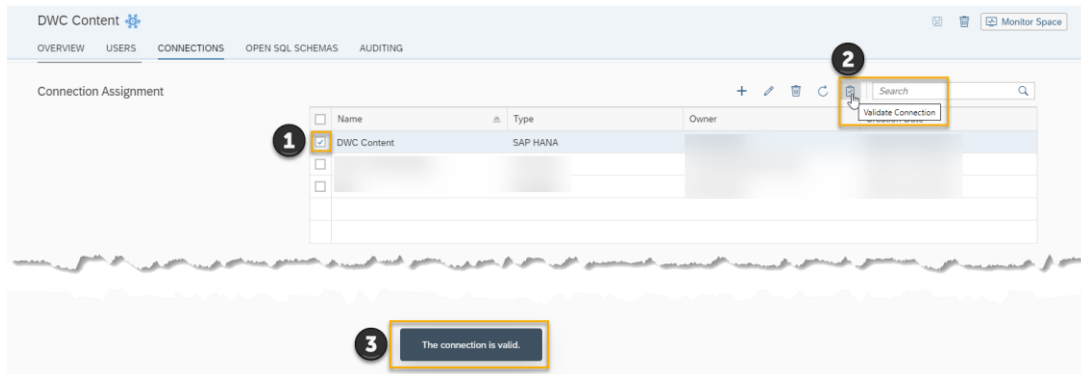 DWC Content
Monitor Space
OVERVIEW USERS CONNECTIONS OPEN SQL SCHEMAS AUDITING
2
Connection Assignment
Search
Validate Connection
Name Type Owner
1
DWC Content SAP HANA
3
The connection is valid.